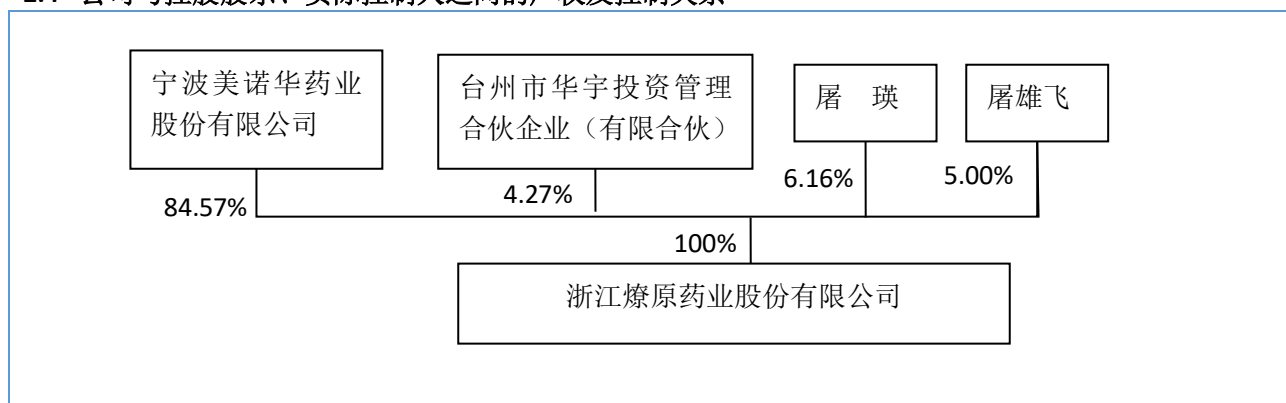 宁波美诺华药业
股份有限公司
台州市华宇投资管理
合伙企业（有限合伙）
屠 瑛
屠雄飞
84.57%
4.27%
6.16%
5.00%
100%
浙江燎原药业股份有限公司